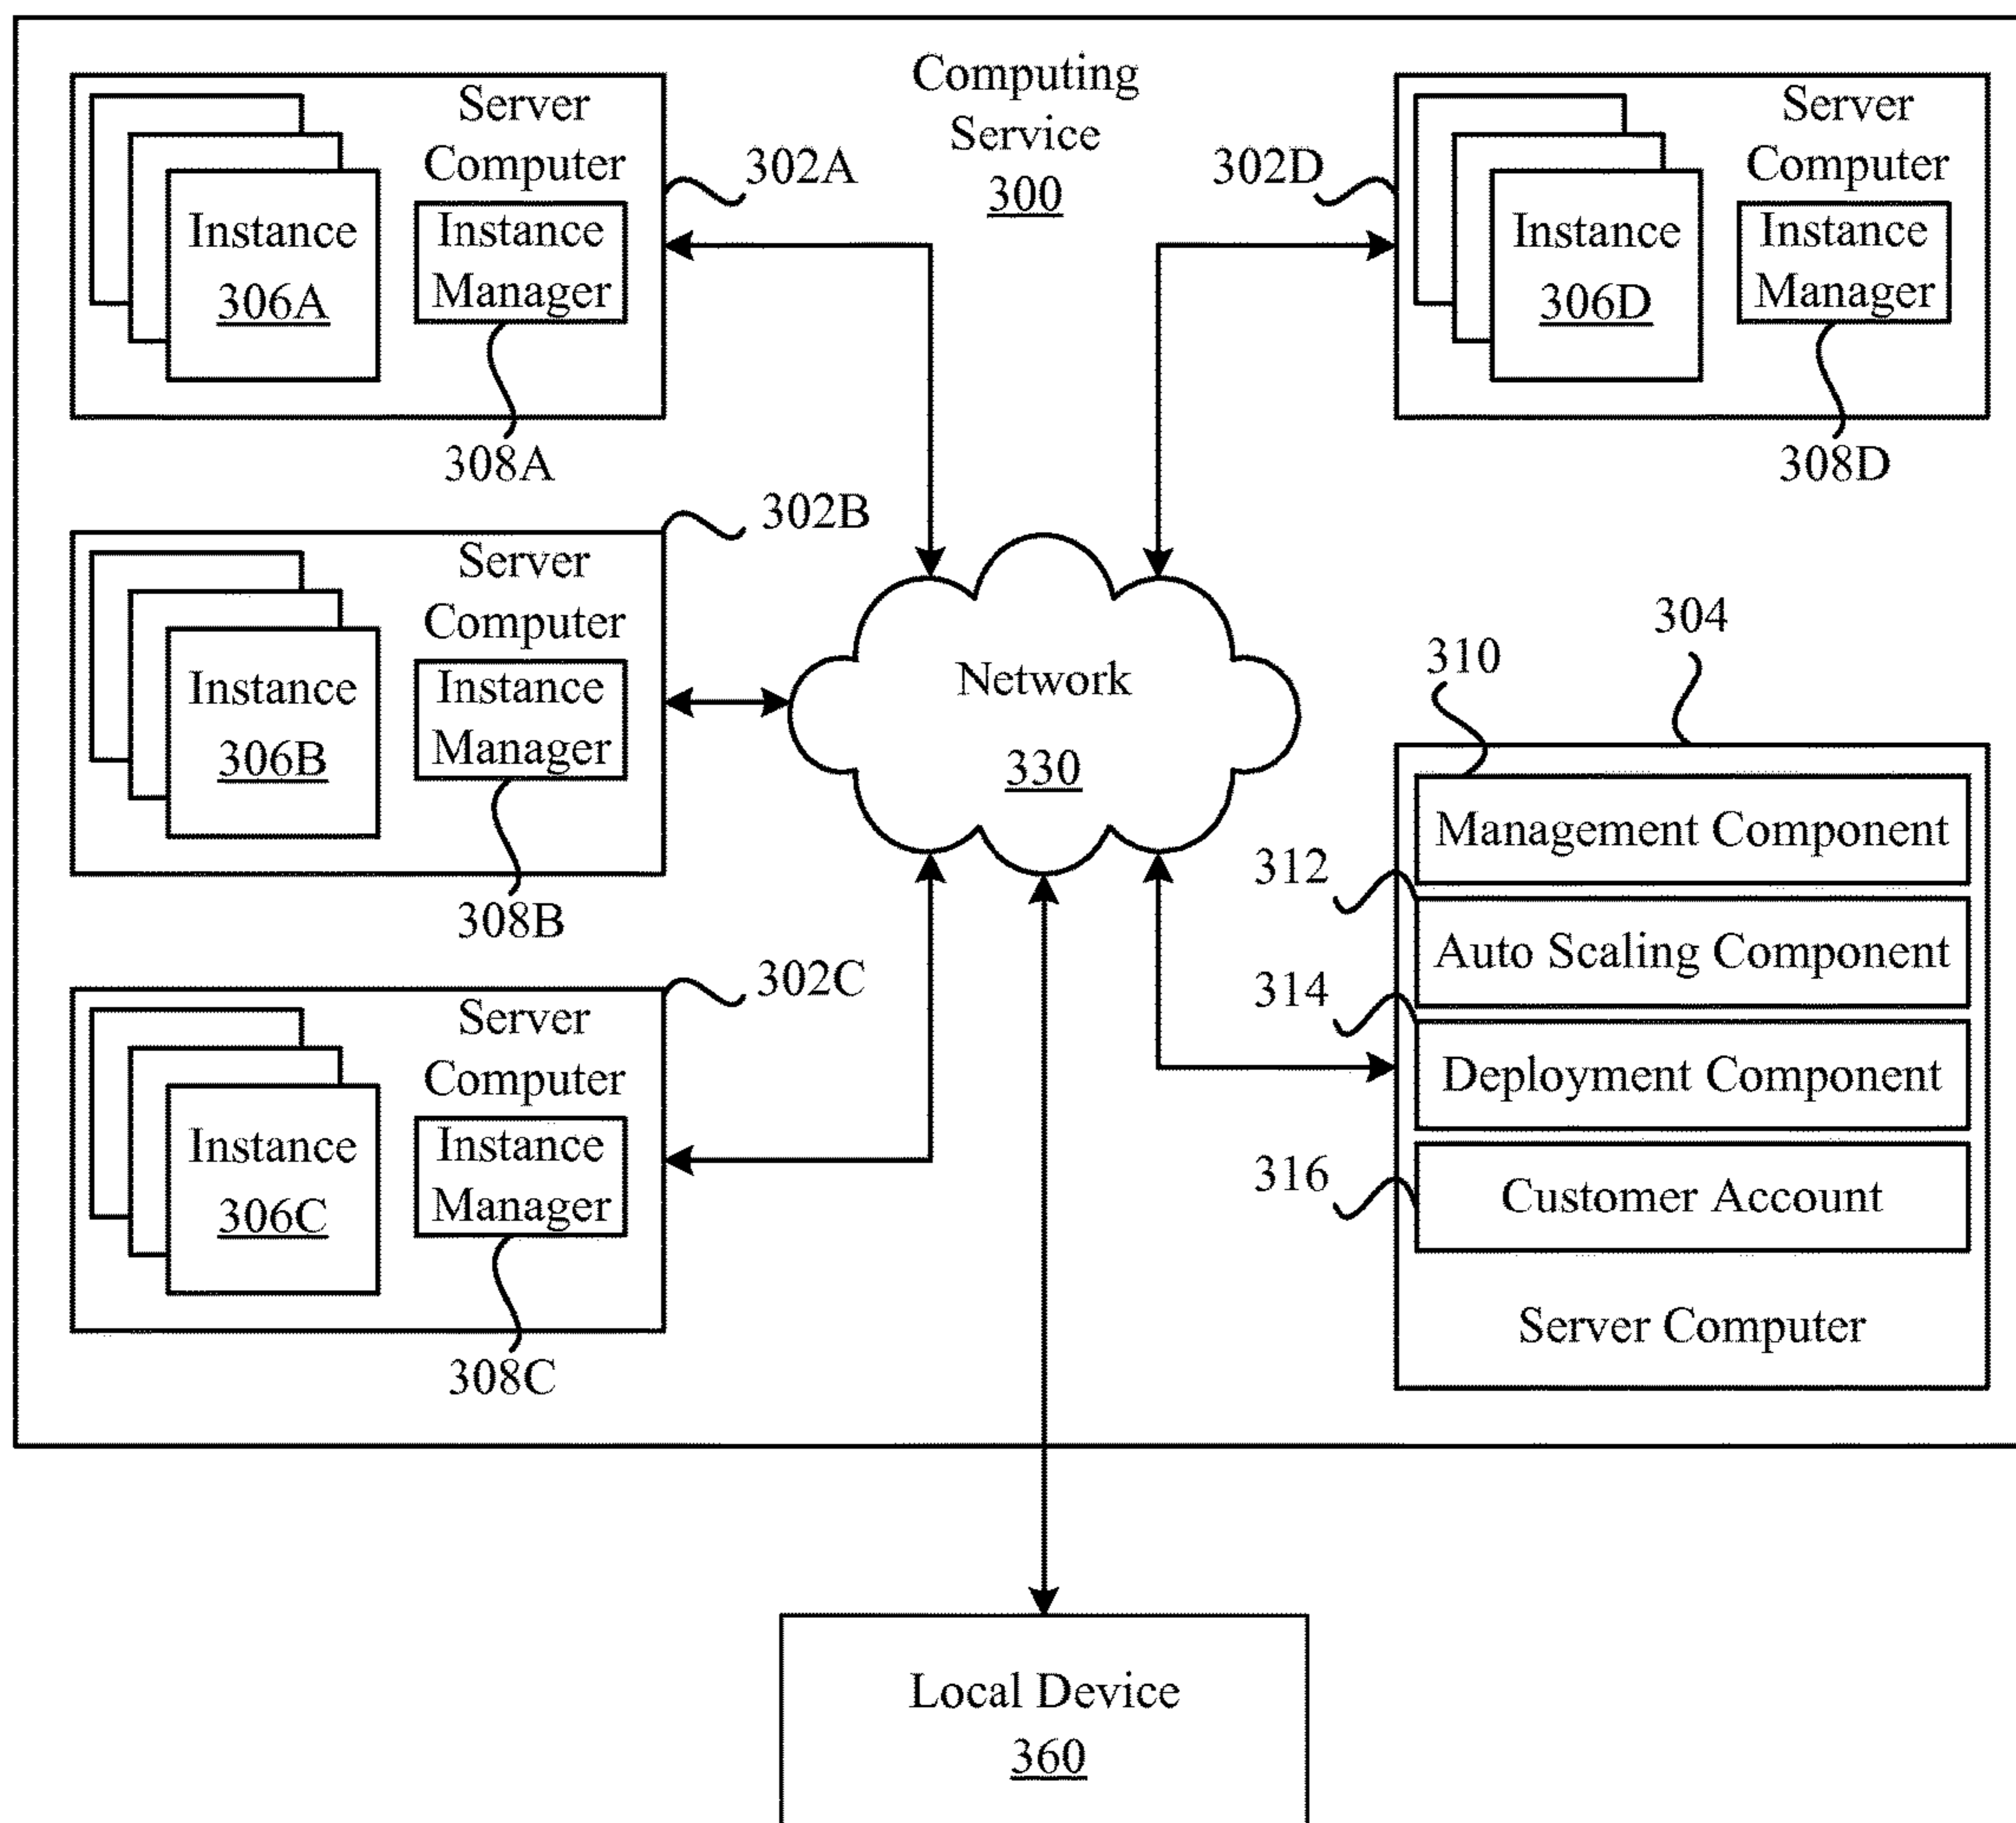 Computing
Service
300
Server
Computer
Instance
306A
Instance
Manager
302A
308A
302D
Server
Computer
Instance
306D
Instance
Manager
308D
302B
Server
Computer
Instance
306B
Instance
Manager
308B
Network
330
304
310
Management Component
312
Auto Scaling Component
314
Deployment Component
316
Customer Account
Server Computer
302C
Server
Computer
Instance
306C
Instance
Manager
308C
Local Device
360